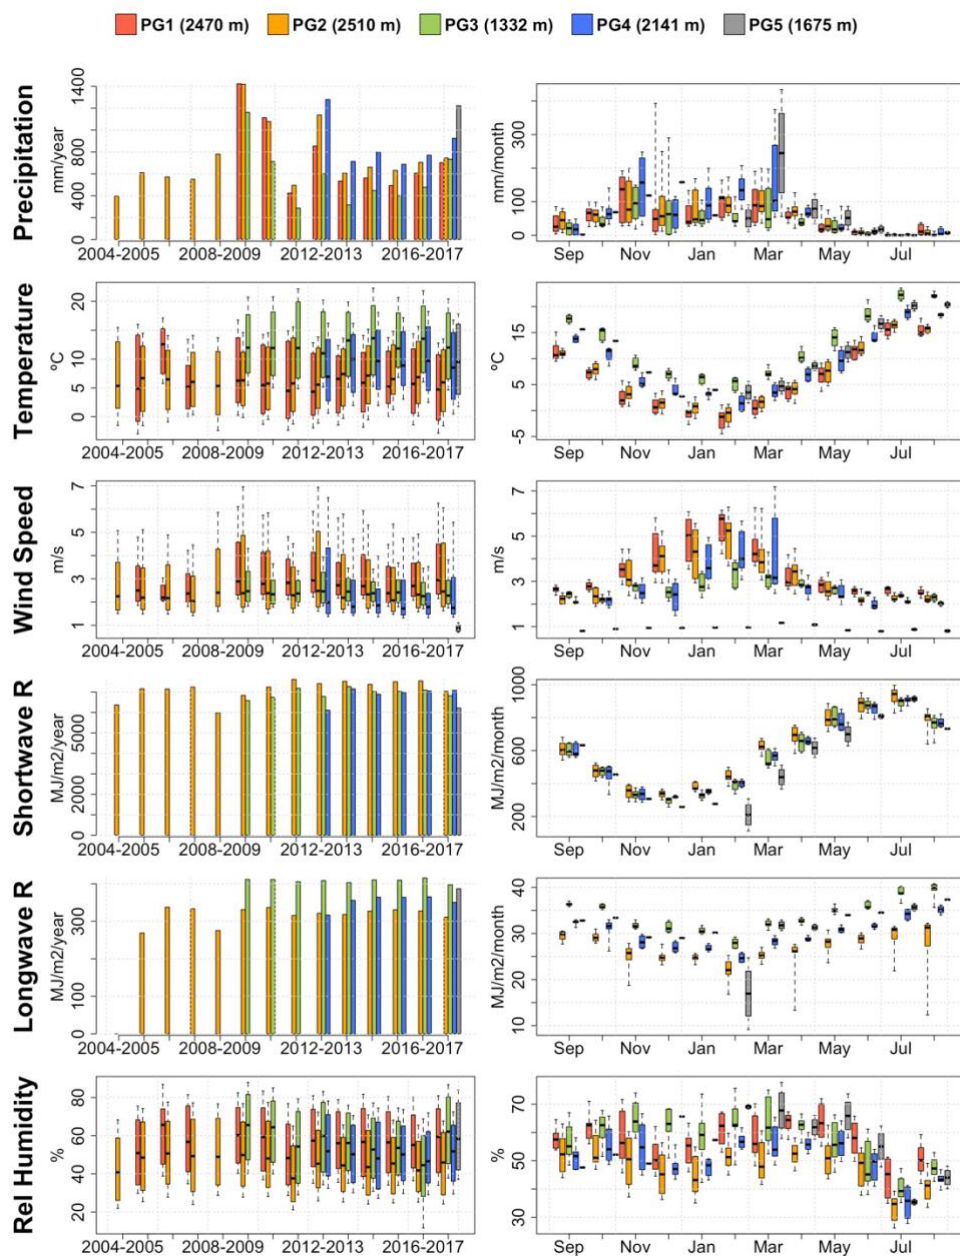 PG1 (2470 m) PG2 (2510 m) PG3 (1332 m) PG4 (2141 m) PG5 (1675 m)
Precipitation
mm/year
0 400 800 1400
2004-2005 2008-2009 2012-2013 2016-2017
mm/month
0 100 300
Sep Nov Jan Mar May Jul
Temperature
ºC
0 5 10 20
2004-2005 2008-2009 2012-2013 2016-2017
ºC
-5 5 15
Sep Nov Jan Mar May Jul
Wind Speed
m/s
1 3 5 7
2004-2005 2008-2009 2012-2013 2016-2017
m/s
1 3 5 7
Sep Nov Jan Mar May Jul
Shortwave R
MJ/m2/year
0 2000 5000
2004-2005 2008-2009 2012-2013 2016-2017
MJ/m2/month
200 600 1000
Sep Nov Jan Mar May Jul
Longwave R
MJ/m2/year
0 100 300
2004-2005 2008-2009 2012-2013 2016-2017
MJ/m2/month
10 20 30 40
Sep Nov Jan Mar May Jul
Rel Humidity
%
20 40 60 80
2004-2005 2008-2009 2012-2013 2016-2017
%
30 50 70
Sep Nov Jan Mar May Jul